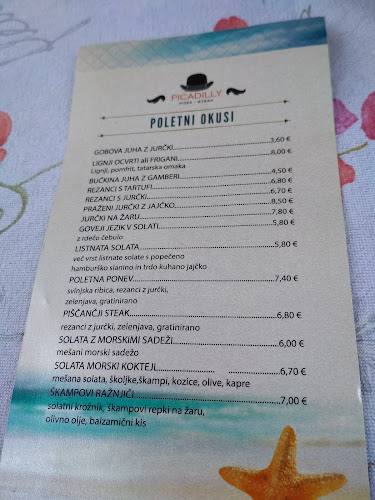 PICADILLY
PIZZA - STEAK
POLETNI OKUSI
GOBOVA JUHA Z JURČKI 3,60 €
LIGNJI OCVRTI ali FRIGANI 8,00 €
Lignji, pomfrit, tatarska omaka
BUČKINA JUHA Z GAMBERI 4,50 €
REZANCI S TARTUFI 6,80 €
REZANCI S JURČKI 6,70 €
PRAŽENI JURČKI Z JAJČKO 8,50 €
JURČKI NA ŽARU 7,80 €
GOVEJI JEZIK V SOLATI 5,80 €
z rdečo čebulo
LISTNATA SOLATA 5,80 €
več vrst listnate solate s popečeno
hamburško slanino in trdo kuhano jajčko
POLETNA PONEV 7,40 €
svinjska ribica, rezanci z jurčki,
zelenjava, gratinirano
PIŠČANČJI STEAK 6,80 €
rezanci z jurčki, zelenjava, gratinirano
SOLATA Z MORSKIMI SADEŽI 6,00 €
mešani morski sadežo
SOLATA MORSKI KOKTEJL 6,70 €
mešana solata, školjke,škampi, kozice, olive, kapre
ŠKAMPOVI RAŽNJIČI 7,00 €
solatni krožnik, škampovi repki na žaru,
olivno olje, balzamični kis